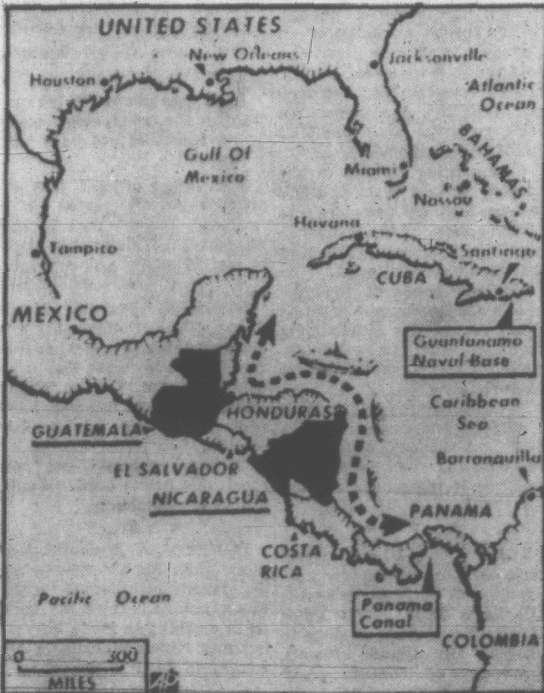 UNITED STATES
New Orleans
Jacksonville
Houston
Atlantic
Ocean
BAHAMAS
Gulf Of
Mexico
Miami
Nassau
Havana
Santiago
Tampico
CUBA
MEXICO
Guantanamo
Naval Base
HONDURAS
Caribbean
Sea
GUATEMALA
EL SALVADOR
Barranquilla
NICARAGUA
PANAMA
COSTA
RICA
Pacific Ocean
Panama
Canal
COLOMBIA
0 300
MILES
AP